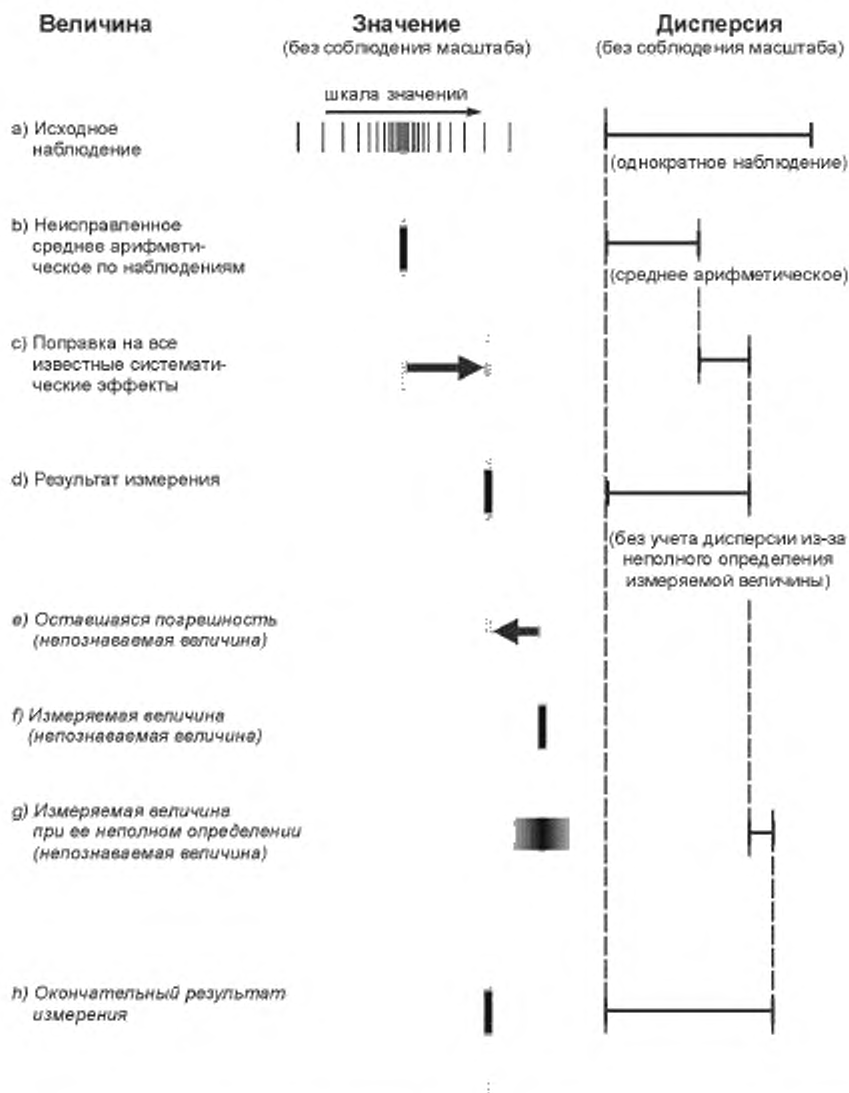 Величина
Значение
(без соблюдения масштаба)
Дисперсия
(без соблюдения масштаба)
шкала значений
a) Исходное
наблюдение
(однократное наблюдение)
b) Неисправленное
среднее арифмети-
ческое по наблюдениям
(среднее арифметическое)
c) Поправка на все
известные системати-
ческие эффекты
d) Результат измерения
(без учета дисперсии из-за
неполного определения
измеряемой величины)
e) Оставшаяся погрешность
(непознаваемая величина)
f) Измеряемая величина
(непознаваемая величина)
g) Измеряемая величина
при ее неполном определении
(непознаваемая величина)
h) Окончательный результат
измерения